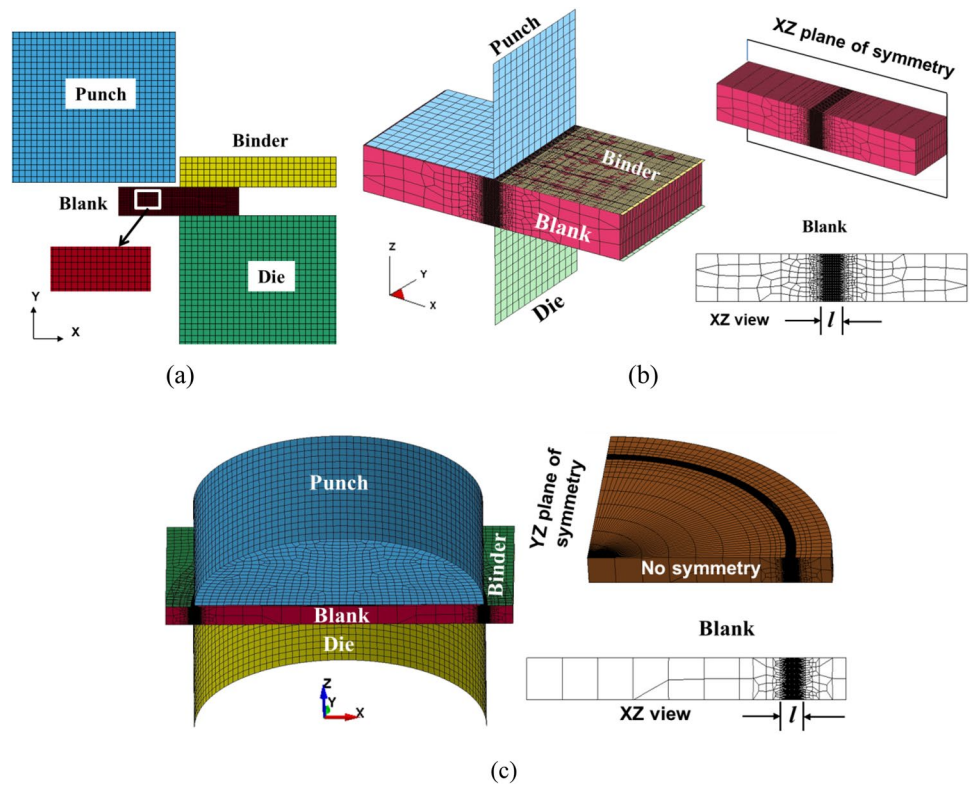 Punch
Binder
Blank
Die
Y
X
(a)
Punch
Binder
Blank
Die
Z
Y
X
XZ plane of symmetry
Blank
XZ view
l
(b)
Punch
Binder
Blank
Die
Z
Y
X
YZ plane of
symmetry
No symmetry
Blank
XZ view
l
(c)